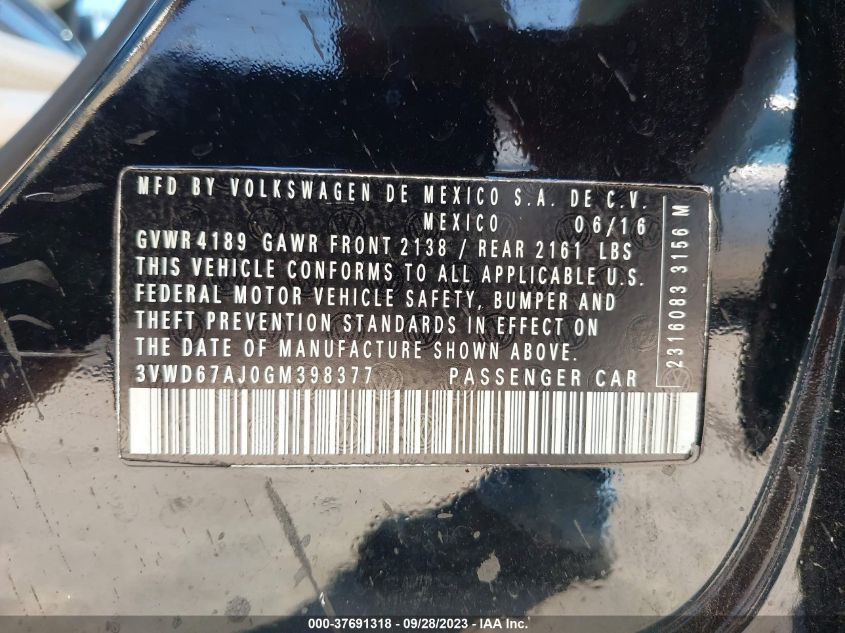 MFD BY VOLKSWAGEN DE MEXICO S.A. DE C.V.
MEXICO 06/16
GVWR 4189 GAWR FRONT 2138 / REAR 2161 LBS
THIS VEHICLE CONFORMS TO ALL APPLICABLE U.S.
FEDERAL MOTOR VEHICLE SAFETY, BUMPER AND
THEFT PREVENTION STANDARDS IN EFFECT ON
THE DATE OF MANUFACTURE SHOWN ABOVE.
3VWD67AJ0GM398377 PASSENGER CAR
2316083 3156 M
000-37691318 - 09/28/2023 - IAA Inc.